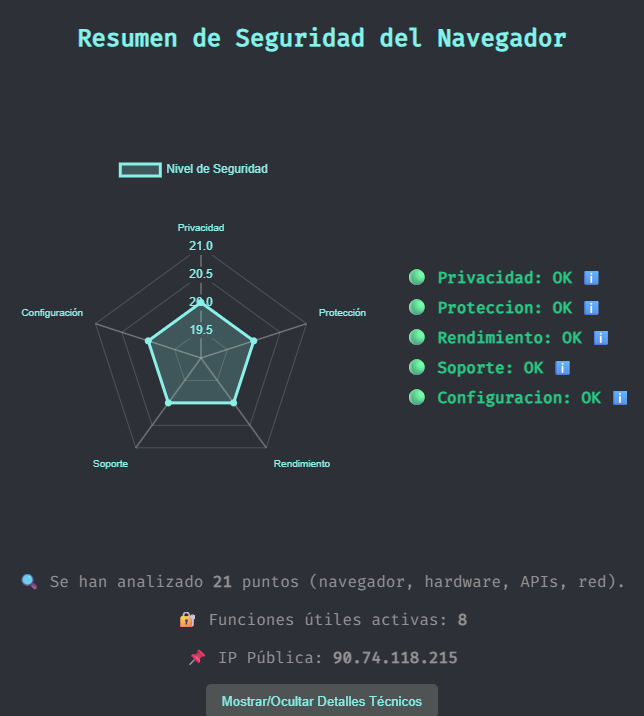 Resumen de Seguridad del Navegador
Nivel de Seguridad
Privacidad
21.0
20.5
20.0
19.5
Configuración
Protección
Soporte
Rendimiento
Privacidad: OK ℹ️
Proteccion: OK ℹ️
Rendimiento: OK ℹ️
Soporte: OK ℹ️
Configuracion: OK ℹ️
Se han analizado 21 puntos (navegador, hardware, APIs, red).
Funciones útiles activas: 8
IP Pública: 90.74.118.215
Mostrar/Ocultar Detalles Técnicos